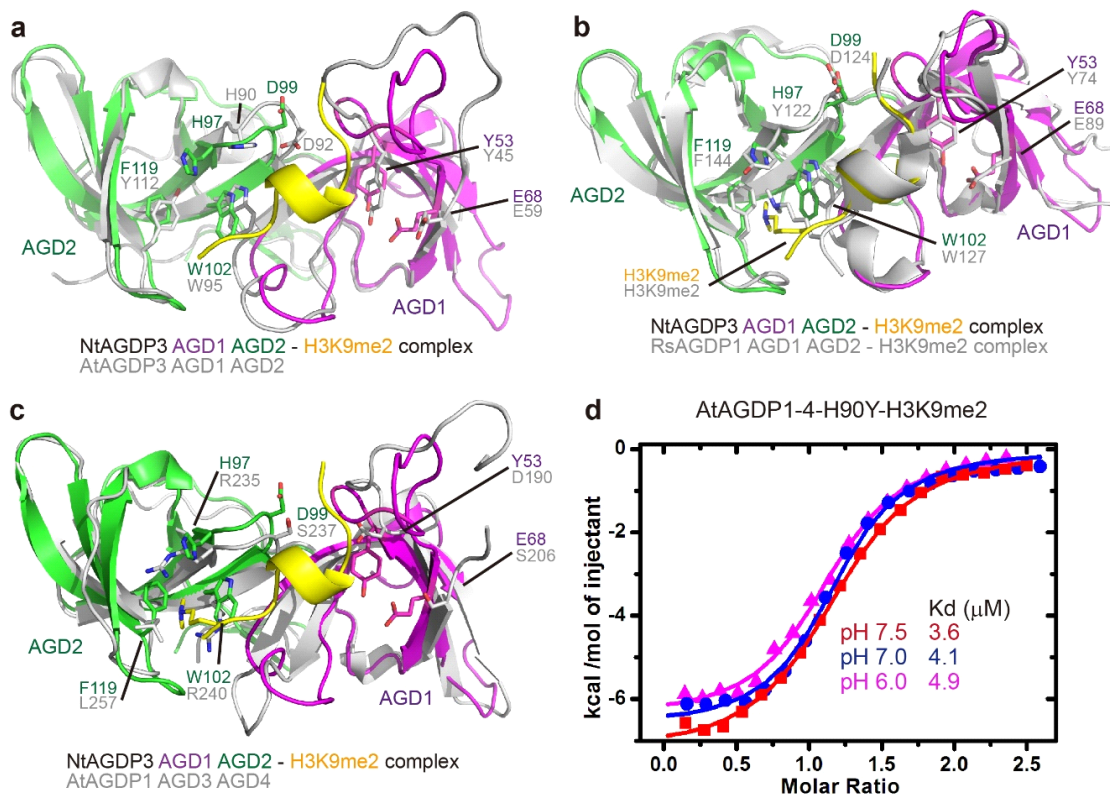 a
D99
H90
H97
D92
Y53
Y45
F119
Y112
E68
E59
AGD2
W102
W95
AGD1
NtAGDP3 AGD1 AGD2 - H3K9me2 complex
AtAGDP3 AGD1 AGD2
b
D99
D124
Y53
Y74
H97
Y122
E68
E89
F119
F144
AGD2
AGD1
W102
W127
H3K9me2
H3K9me2
NtAGDP3 AGD1 AGD2 - H3K9me2 complex
RsAGDP1 AGD1 AGD2 - H3K9me2 complex
c
H97
R235
Y53
D190
D99
S237
E68
S206
AGD2
W102
R240
AGD1
F119
L257
NtAGDP3 AGD1 AGD2 - H3K9me2 complex
AtAGDP1 AGD3 AGD4
d
AtAGDP1-4-H90Y-H3K9me2
0
-2
-4
-6
kcal /mol of injectant
Kd (μM)
pH 7.5 3.6
pH 7.0 4.1
pH 6.0 4.9
0.0 0.5 1.0 1.5 2.0 2.5
Molar Ratio